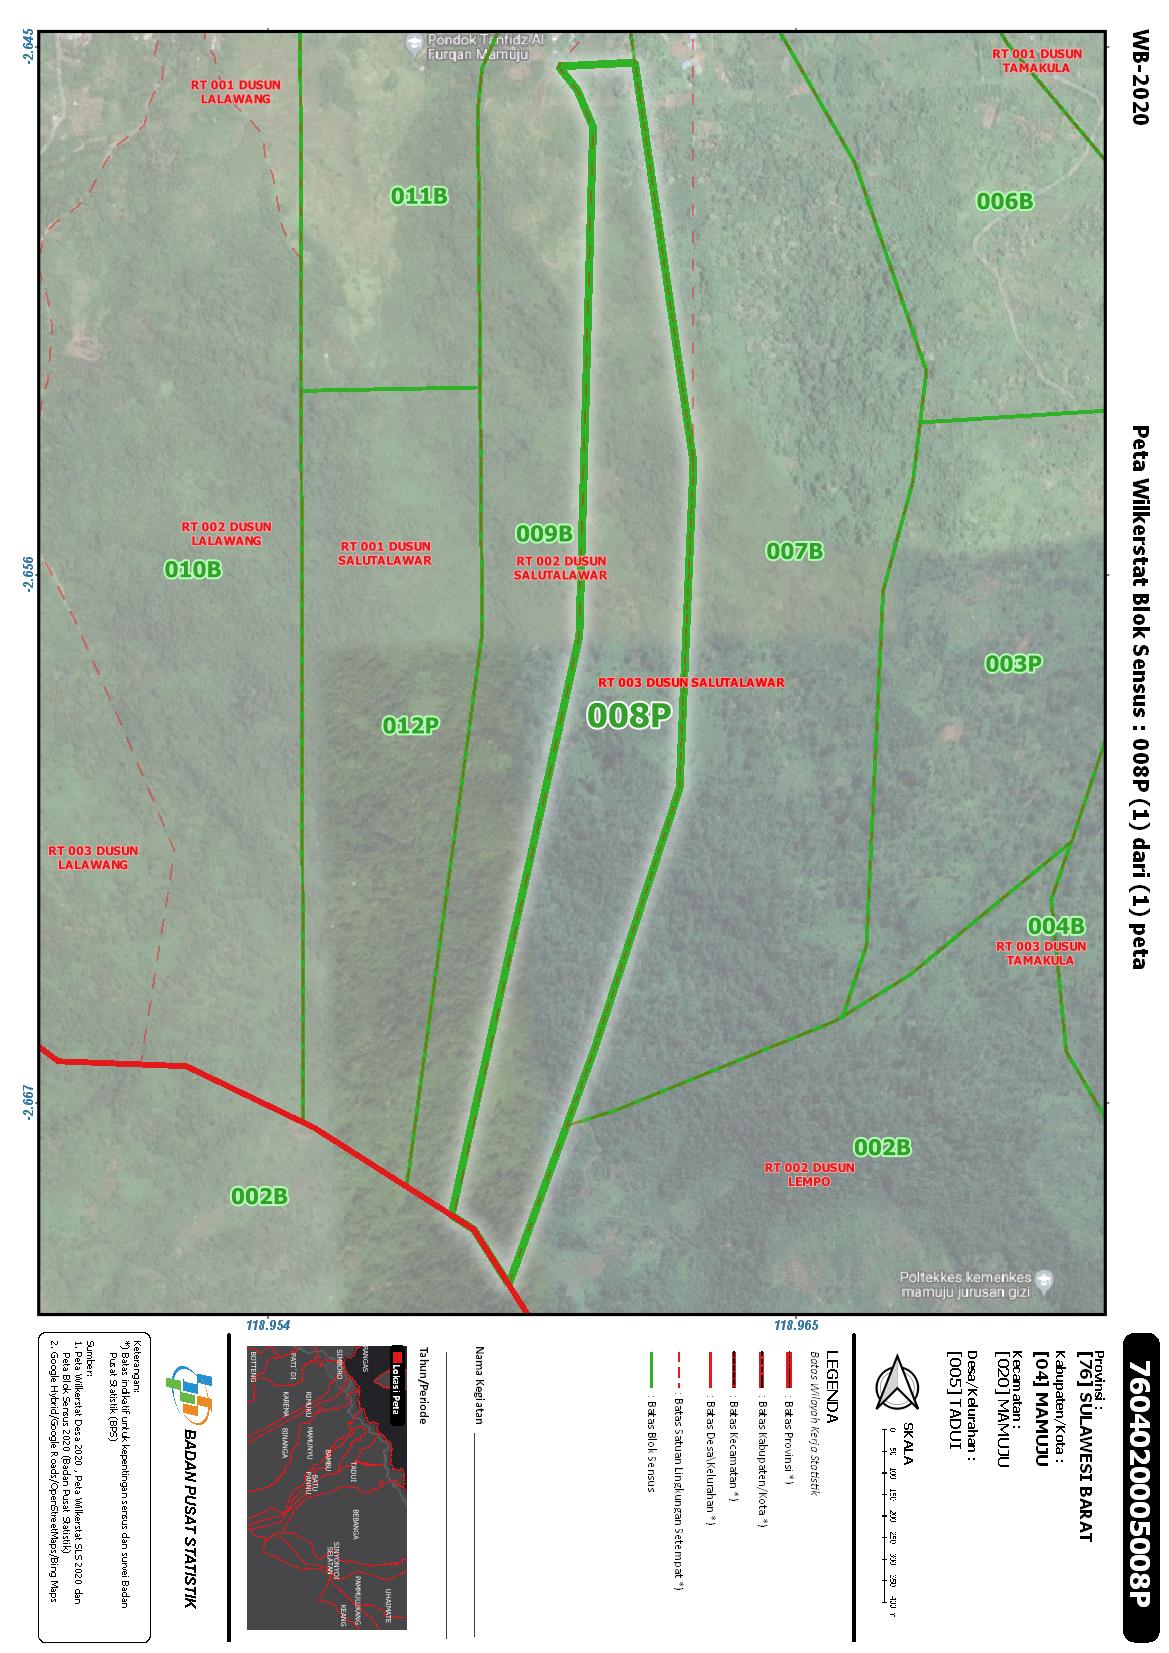 WB-2020
Peta Wilkerstat Blok Sensus : 008P (1) dari (1) peta
7604020005008P
-2.645
-2.656
-2.667
118.954
118.965
Pondok Tanfidz Al
Furqan Mamuju
RT 001 DUSUN
LALAWANG
RT 001 DUSUN
TAMAKULA
011B
006B
RT 002 DUSUN
LALAWANG
010B
RT 001 DUSUN
SALUTALAWAR
009B
RT 002 DUSUN
SALUTALAWAR
007B
003P
RT 003 DUSUN SALUTALAWAR
008P
012P
RT 003 DUSUN
LALAWANG
004B
RT 003 DUSUN
TAMAKULA
002B
RT 002 DUSUN
LEMPO
002B
Poltekkes kemenkes
mamuju jurusan gizi
Provinsi :
[76] SULAWESI BARAT
Kabupaten/Kota :
[04] MAMUJU
Kecamatan :
[020] MAMUJU
Desa/Kelurahan :
[005] TADUI
SKALA
0 50 100 150 200 250 300 350 400
LEGENDA
Batas Wilayah Kerja Statistik
: Batas Provinsi *)
: Batas Kabupaten/Kota *)
: Batas Kecamatan *)
: Batas Desa\Kelurahan *)
: Batas Satuan Lingkungan Setempat *)
: Batas Blok Sensus
Nama Kegiatan
Tahun/Periode
Lokasi Peta
RANGAS
SIMBORO
PATI'DI
BOTTENG
RIMUKU
KAREMA
MAMUNYU
BINANGA
BAMBU
TADUI
BATU
PANNU
BEBANGA
SINYONYOI
SELATAN
PAMMULUKANG
KEANG
UHAIMATE
BADAN PUSAT STATISTIK
Keterangan:
*) Batas indikatif untuk kepentingan sensus dan survei Badan
Pusat Statistik (BPS)
Sumber:
1. Peta Wilkerstat Desa 2020 , Peta Wilkerstat SLS 2020 dan
Peta Blok Sensus 2020 (Badan Pusat Statistik)
2. Google Hybrid/Google Roads/OpenStreetMaps/Bing Maps